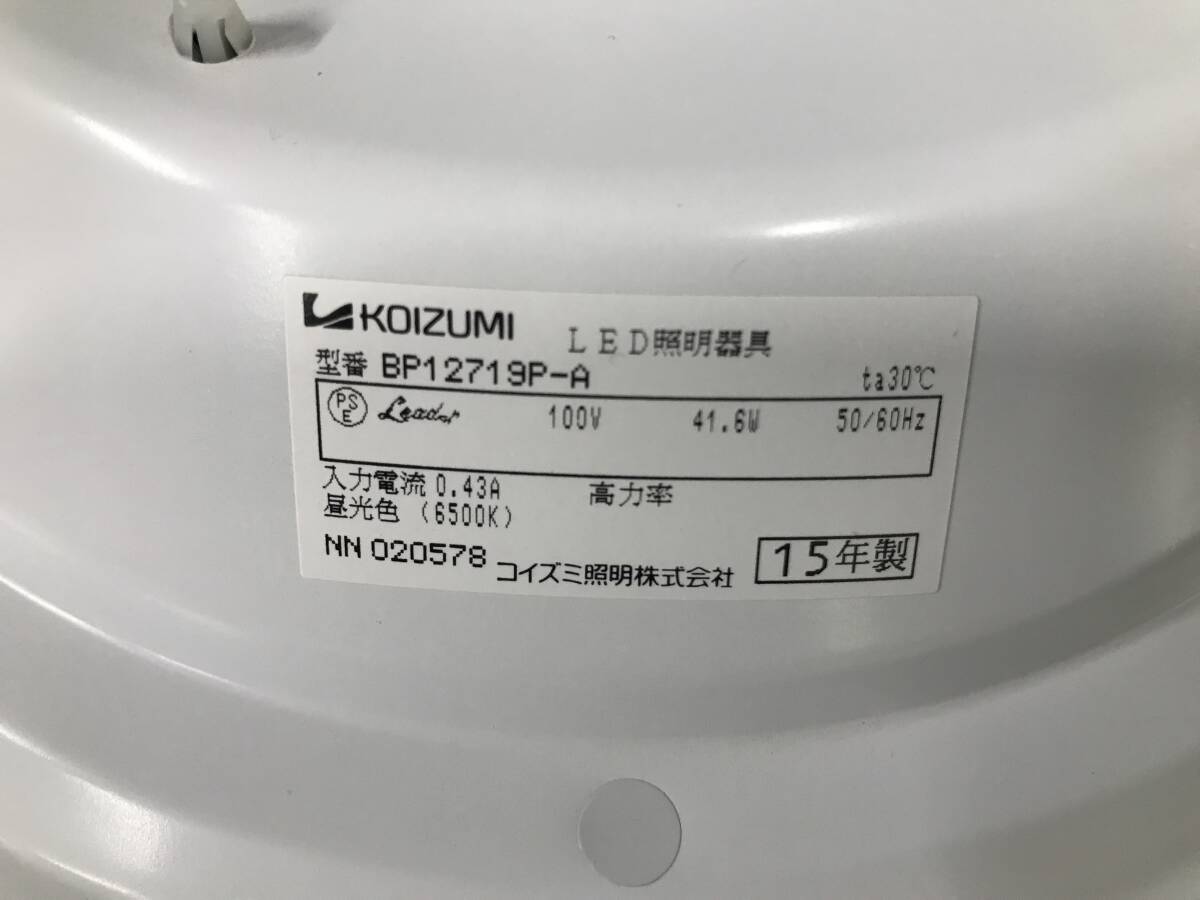 KOIZUMI LED照明器具
型番 BP12719P-A ta30℃
PSE Leader 100V 41.6W 50/60Hz
入力電流 0.43A 高力率
昼光色 (6500K)
NN 020578 コイズミ照明株式会社 15年製